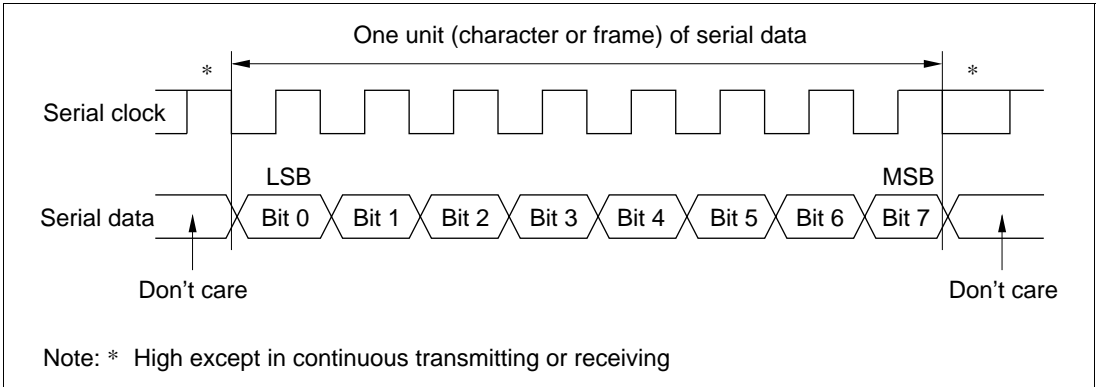 One unit (character or frame) of serial data
* *
Serial clock
LSB MSB
Serial data Bit 0 Bit 1 Bit 2 Bit 3 Bit 4 Bit 5 Bit 6 Bit 7
Don’t care Don’t care
Note: * High except in continuous transmitting or receiving